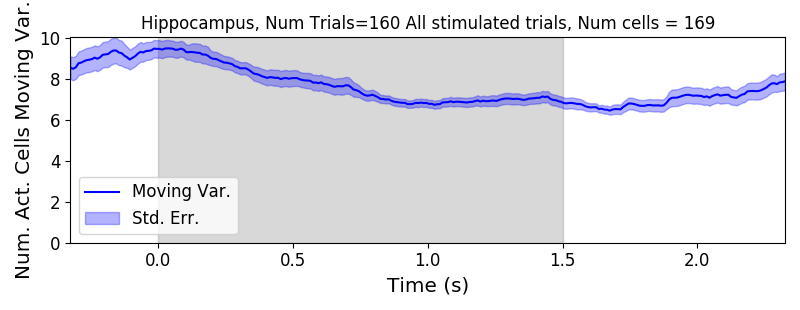 Hippocampus, Num Trials=160 All stimulated trials, Num cells = 169
Num. Act. Cells Moving Var.
10
8
6
4
2
0
Moving Var.
Std. Err.
0.0 0.5 1.0 1.5 2.0
Time (s)